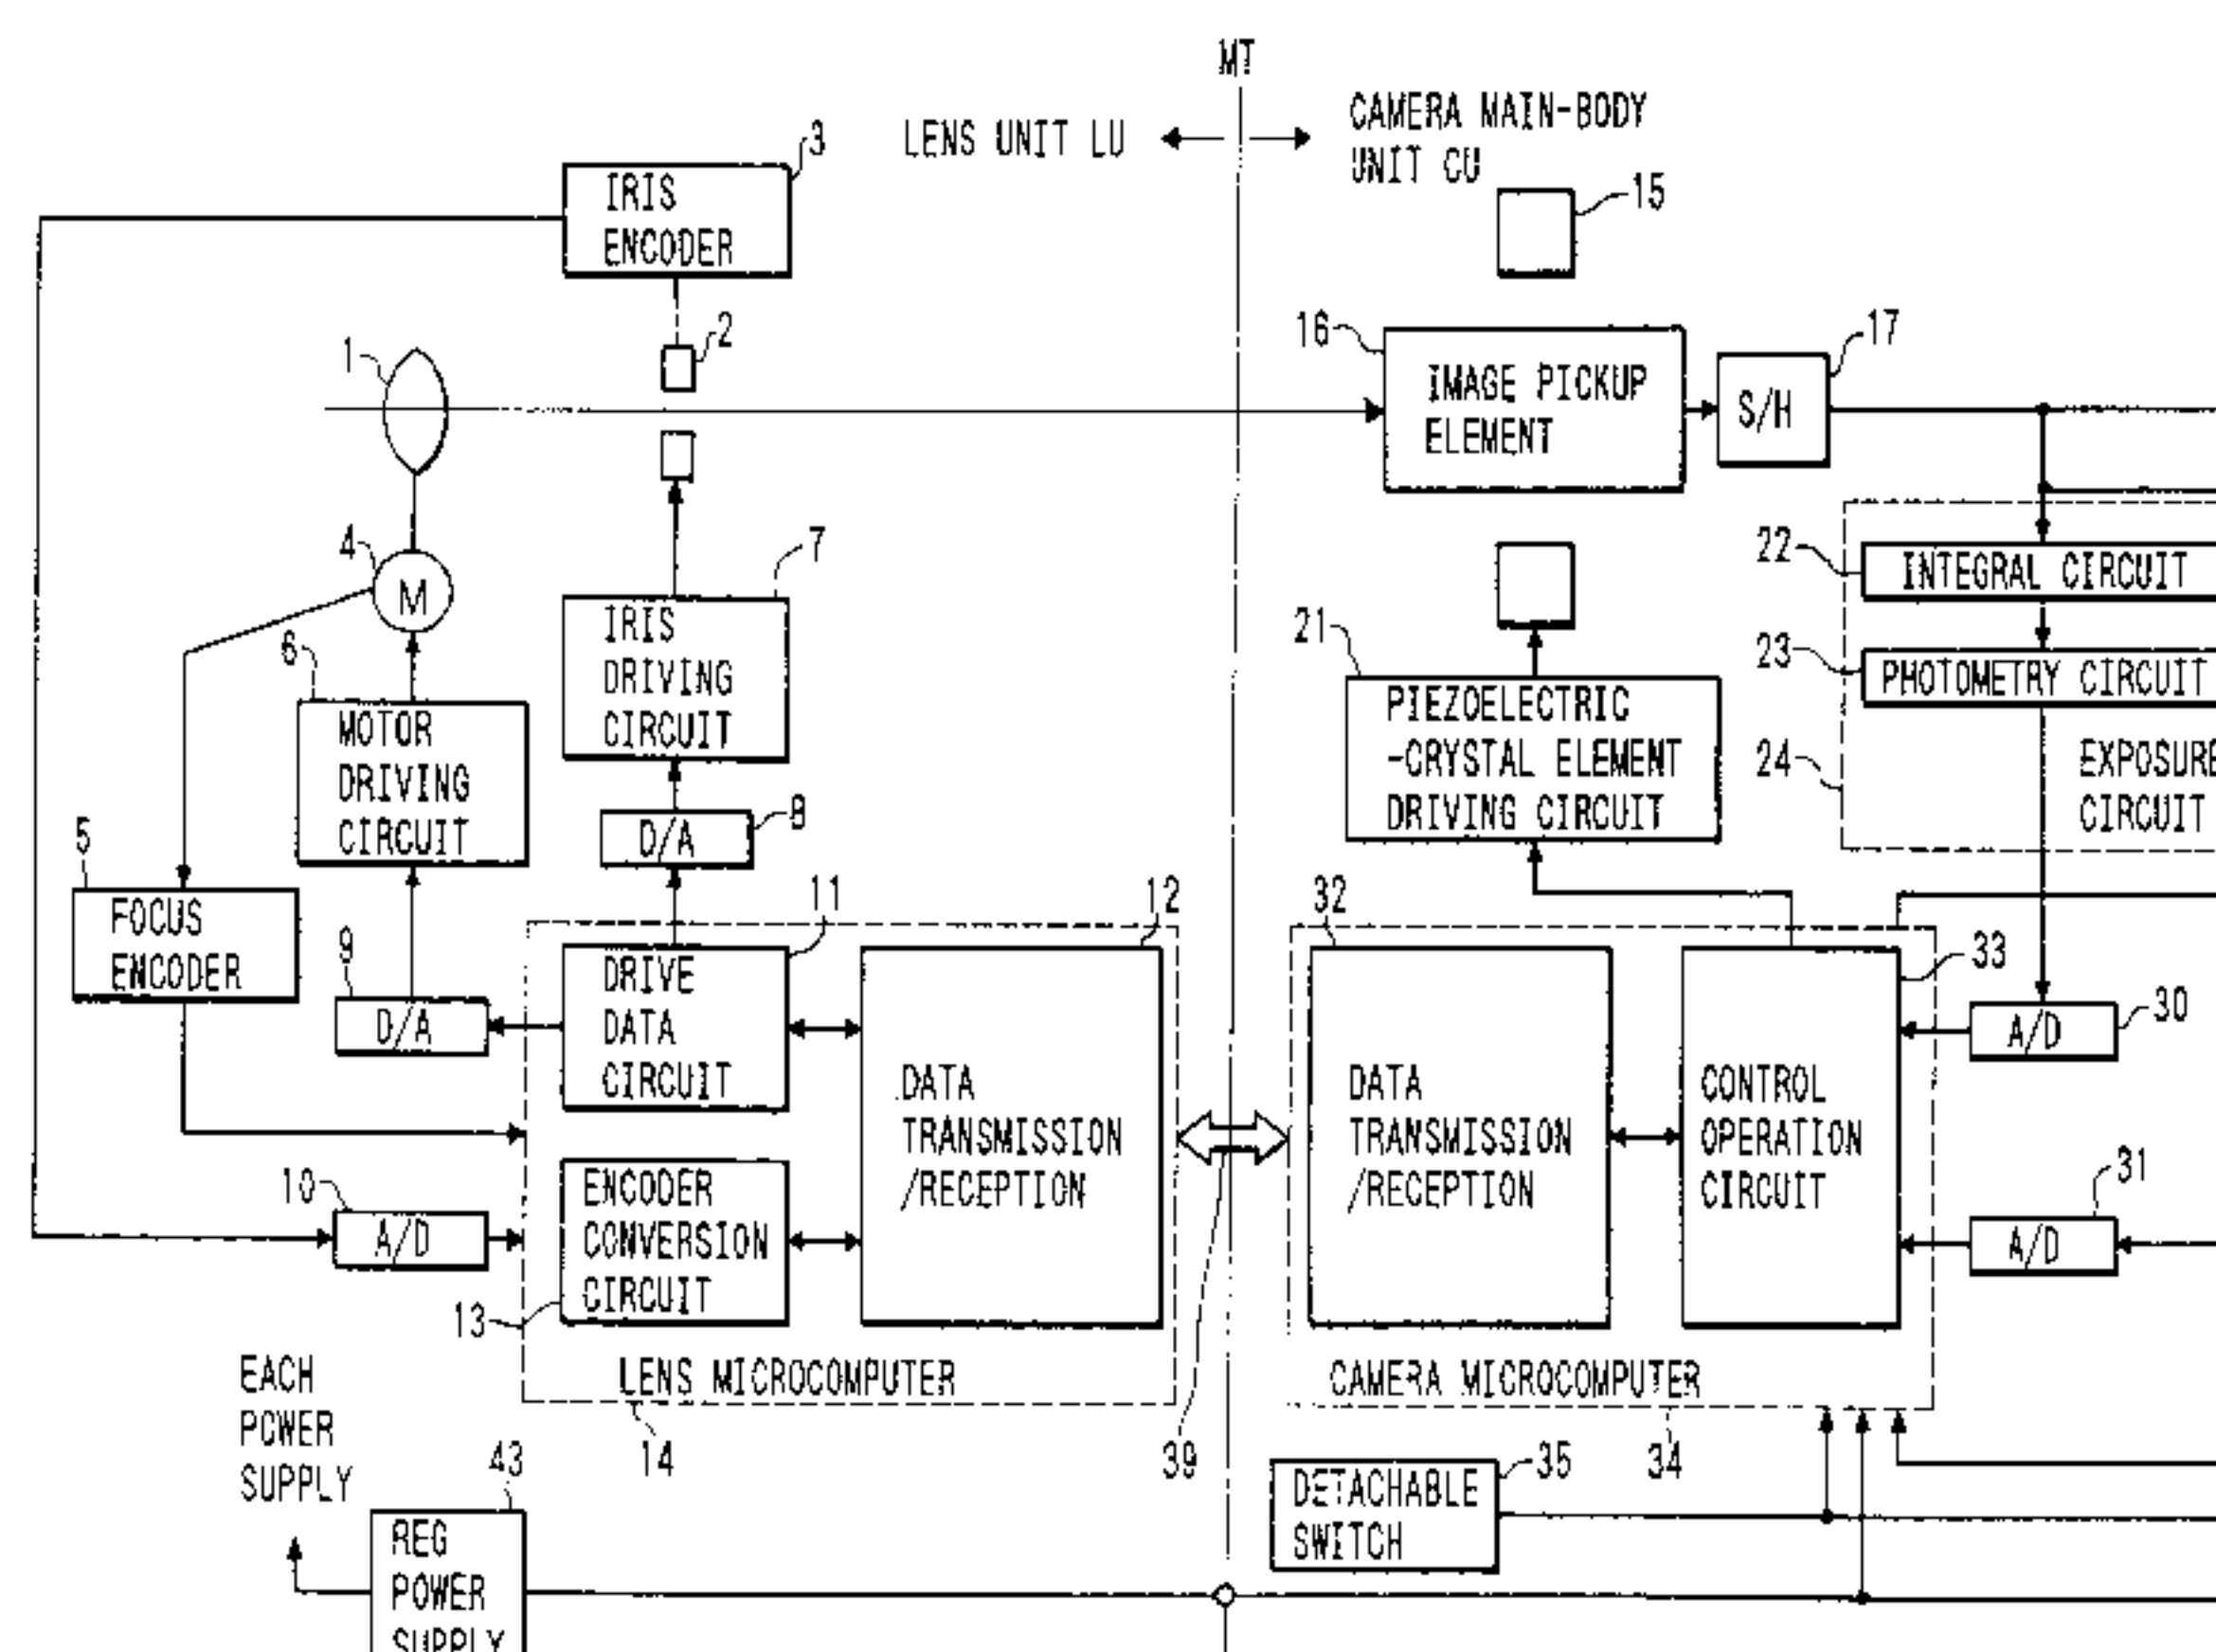 MT
LENS UNIT LU
CAMERA MAIN-BODY
UNIT CU
3
IRIS
ENCODER
15
2
1
16
IMAGE PICKUP
ELEMENT
17
S/H
4
M
7
IRIS
DRIVING
CIRCUIT
6
MOTOR
DRIVING
CIRCUIT
22
INTEGRAL CIRCUIT
23
PHOTOMETRY CIRCUIT
24
EXPOSURE
CIRCUIT
21
PIEZOELECTRIC
-CRYSTAL ELEMENT
DRIVING CIRCUIT
8
D/A
5
FOCUS
ENCODER
9
D/A
11
DRIVE
DATA
CIRCUIT
12
DATA
TRANSMISSION
/RECEPTION
10
A/D
13
ENCODER
CONVERSION
CIRCUIT
LENS MICROCOMPUTER
14
39
32
DATA
TRANSMISSION
/RECEPTION
33
CONTROL
OPERATION
CIRCUIT
30
A/D
31
A/D
CAMERA MICROCOMPUTER
34
35
DETACHABLE
SWITCH
EACH
POWER
SUPPLY
43
REG
POWER
SUPPLY